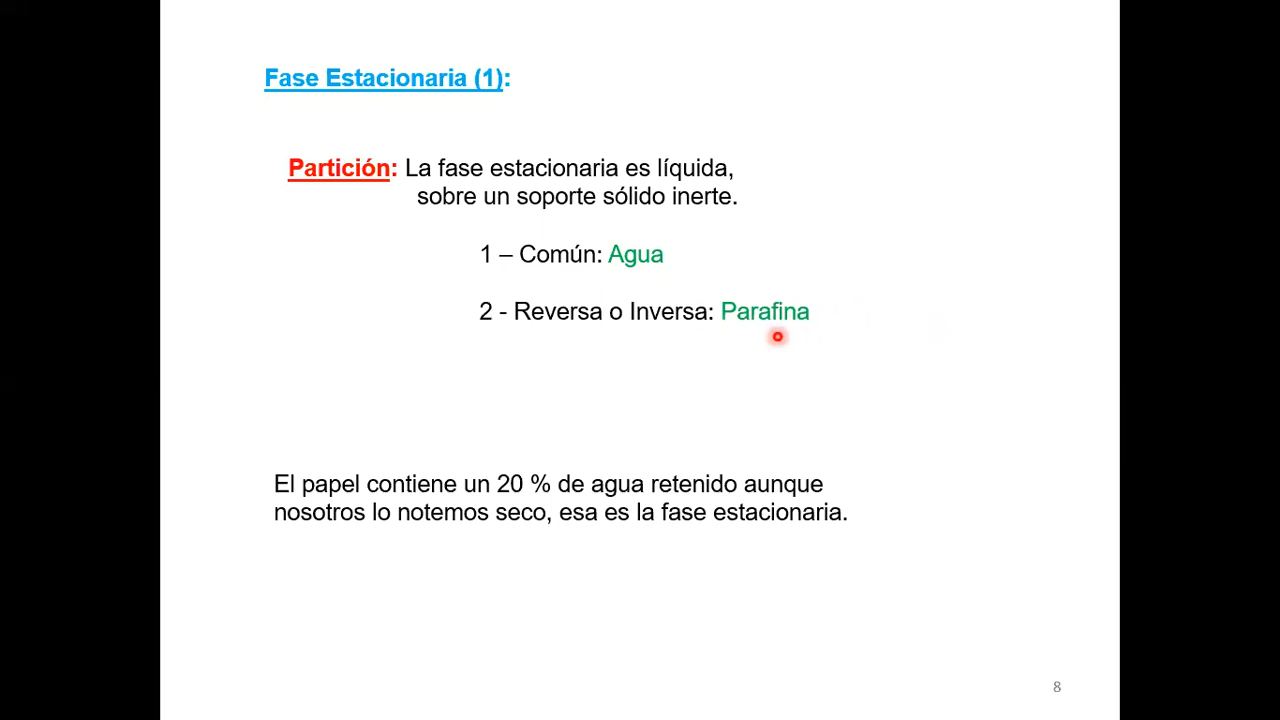 Fase Estacionaria (1):
Partición: La fase estacionaria es líquida,
sobre un soporte sólido inerte.
1 – Común: Agua
2 - Reversa o Inversa: Parafina
El papel contiene un 20 % de agua retenido aunque
nosotros lo notemos seco, esa es la fase estacionaria.
8